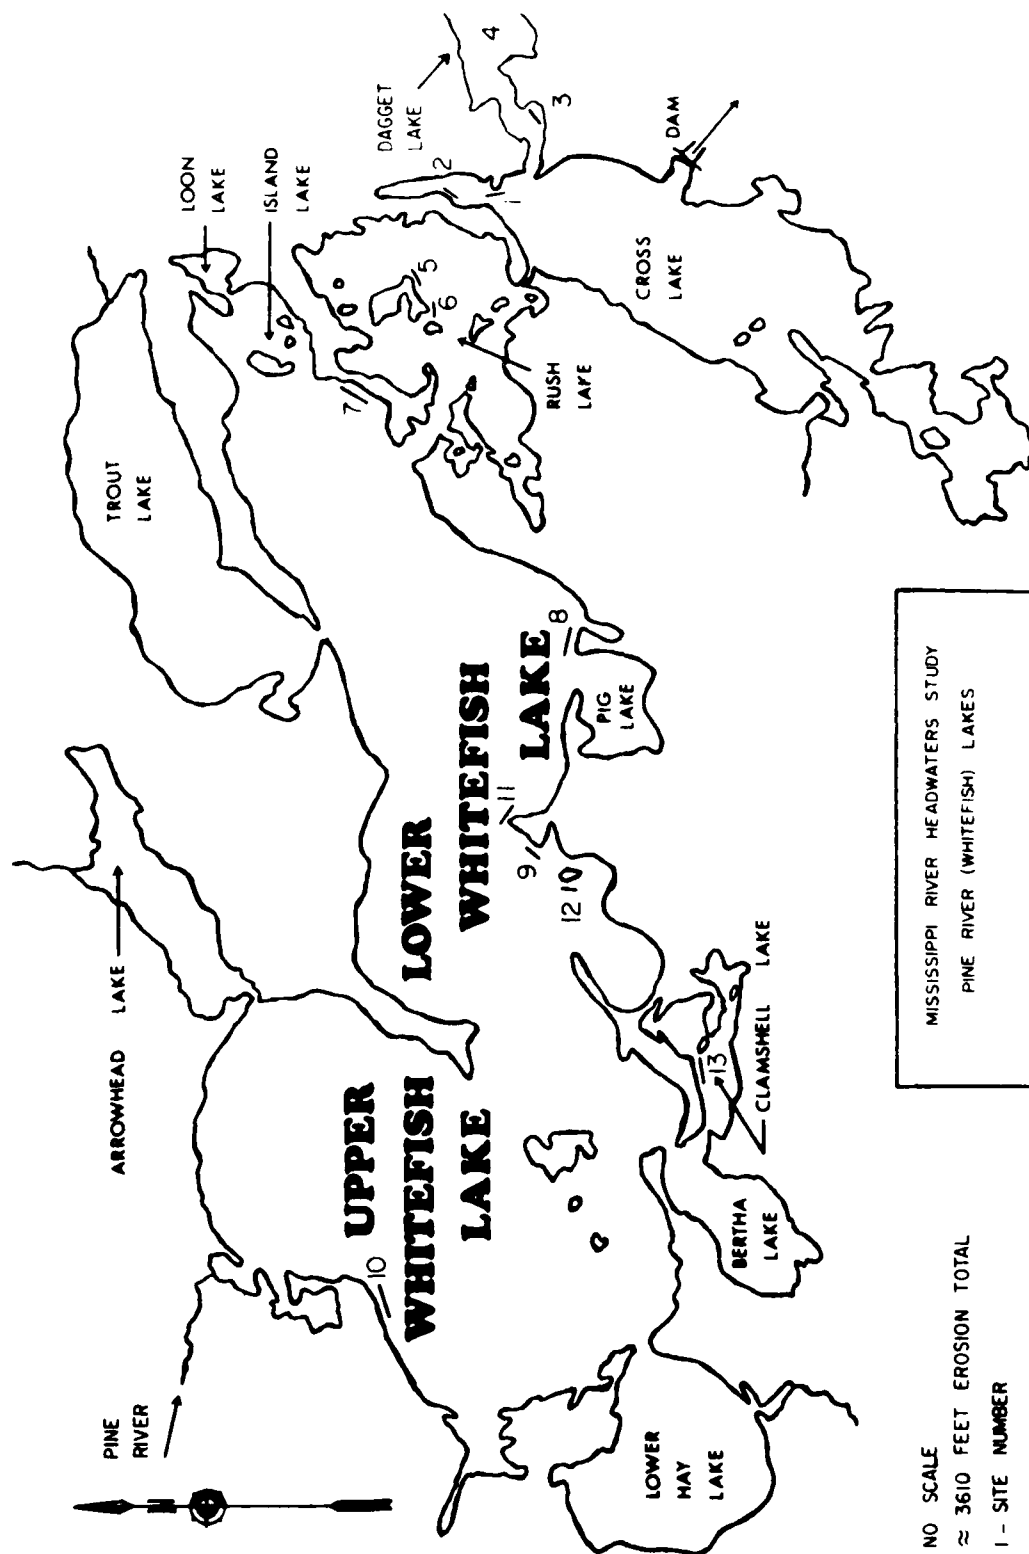 PINE
RIVER
N
ARROWHEAD LAKE
TROUT
LAKE
LOON
LAKE
ISLAND
LAKE
DAGGET
LAKE
4
3
2
1
5
6
7
RUSH
LAKE
DAM
CROSS
LAKE
UPPER
WHITEFISH
LAKE
10
LOWER
WHITEFISH
LAKE
11
9
12
8
PIG
LAKE
13
CLAMSHELL LAKE
BERTHA
LAKE
LOWER
HAY
LAKE
NO SCALE
≈ 3610 FEET EROSION TOTAL
1 - SITE NUMBER
MISSISSIPPI RIVER HEADWATERS STUDY
PINE RIVER (WHITEFISH) LAKES